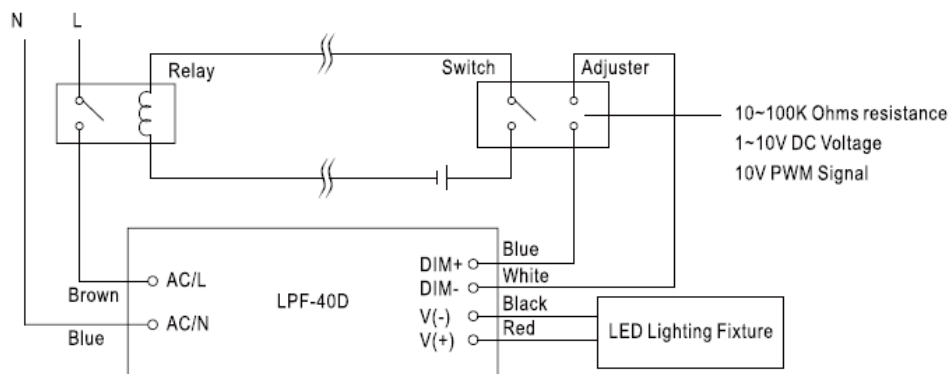 N
L
Relay
Switch
Adjuster
10~100K Ohms resistance
1~10V DC Voltage
10V PWM Signal
Blue
DIM+
White
DIM-
AC/L
Brown
LPF-40D
Black
V(-)
Red
V(+)
AC/N
Blue
LED Lighting Fixture